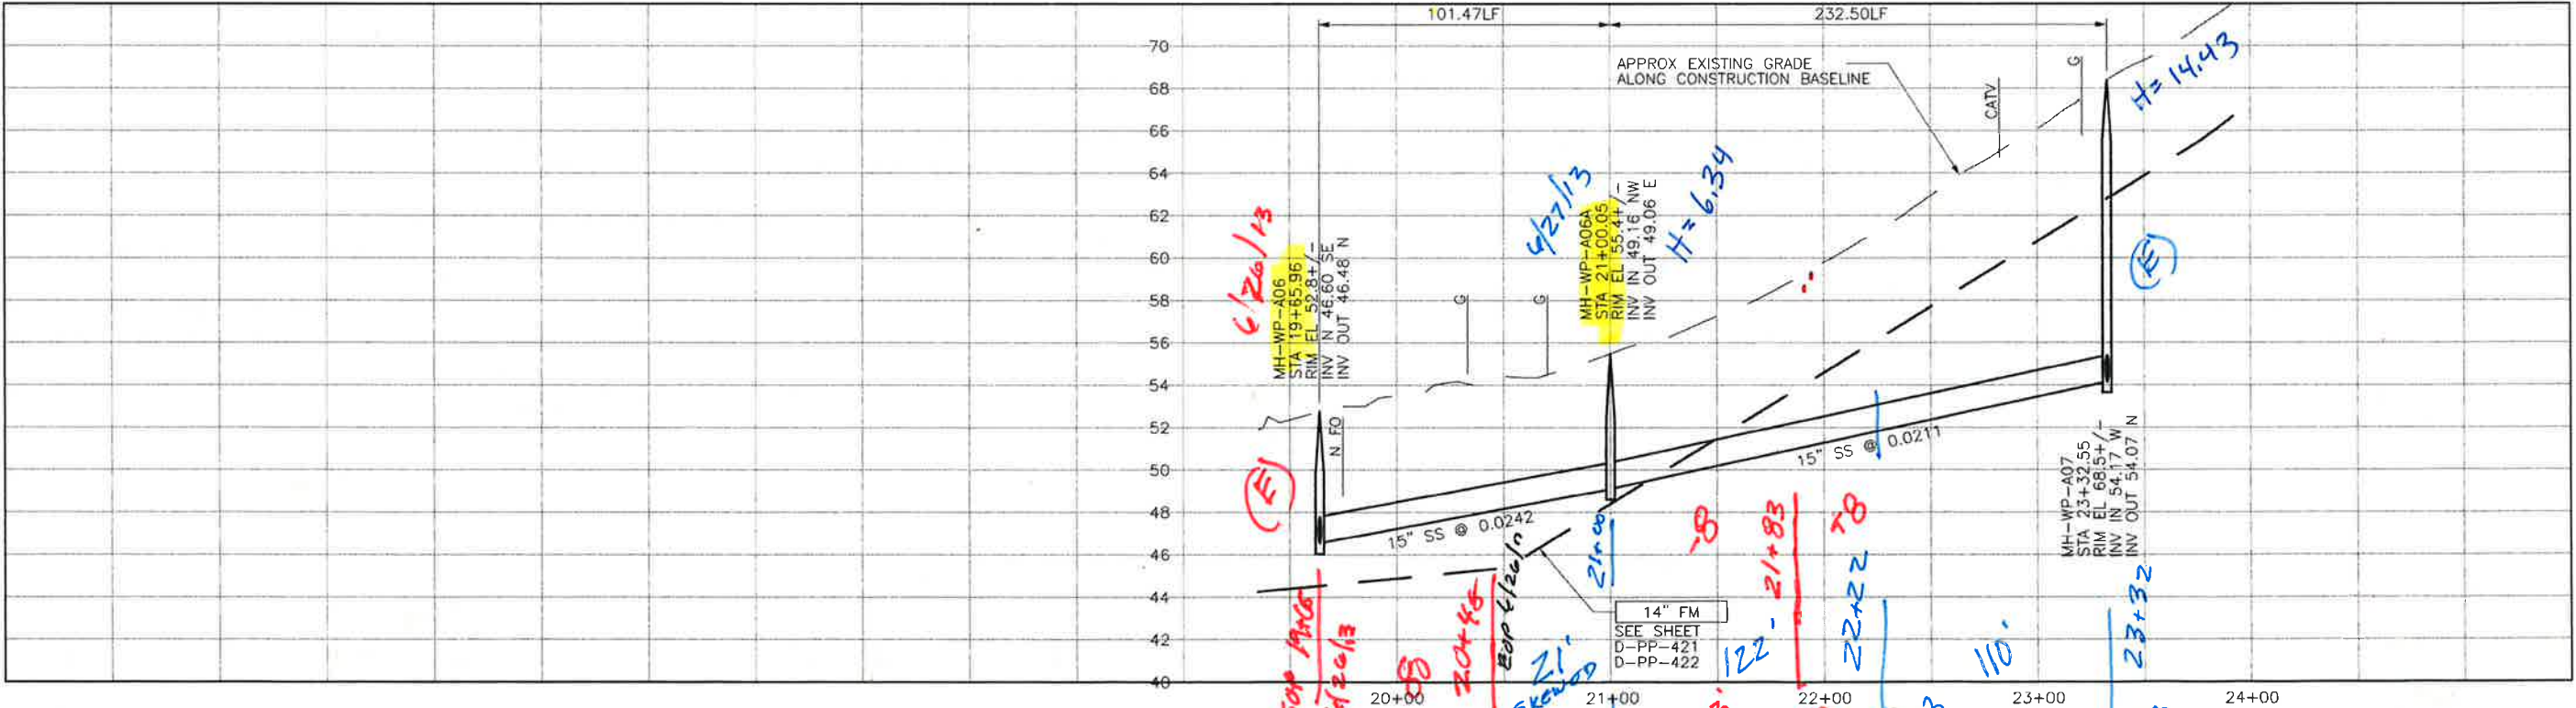 101.47LF
232.50LF
70
68
66
64
62
60
58
56
54
52
50
48
46
44
42
40
APPROX EXISTING GRADE
ALONG CONSTRUCTION BASELINE
CATV
G
H= 14.43
6/26/13
MH-WP-A06
STA 19+65.96
RIM EL 52.8+/-
INV IN 46.60 SE
INV OUT 46.48 N
G
G
6/27/13
MH-WP-A06A
STA 21+00.05
RIM EL 55.4+/-
INV IN 49.16 NW
INV OUT 49.06 E
H= 6.34
E
E
FO
15" SS @ 0.0242
15" SS @ 0.0211
MH-WP-A07
STA 23+32.55
RIM EL 68.5+/-
INV IN 54.17 W
INV OUT 54.07 N
14" FM
SEE SHEET
D-PP-421
D-PP-422
EOP 19+65
20+45
21'
SKEWED
21+00
-8
122'
21+83
+8
22+22
110'
23+32
20+00
21+00
22+00
23+00
24+00